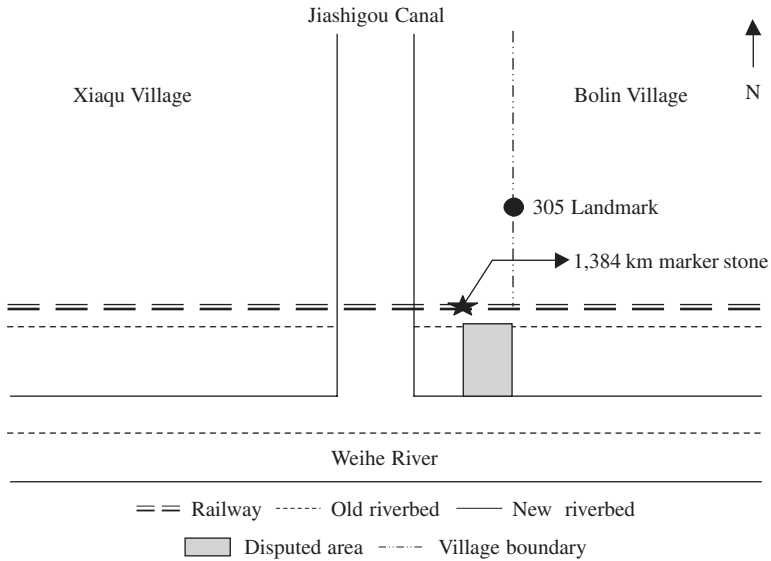 Jiashigou Canal
Xiaqu Village
Bolin Village
N
305 Landmark
1,384 km marker stone
Weihe River
Railway Old riverbed New riverbed
Disputed area Village boundary